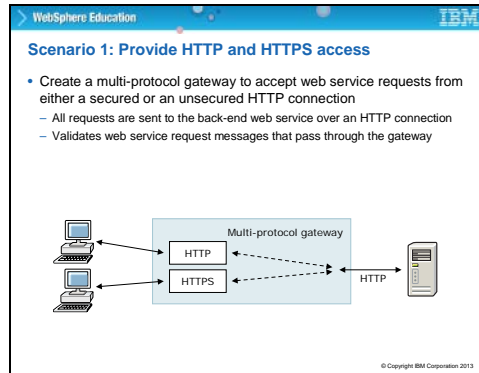 WebSphere Education
IBM
Scenario 1: Provide HTTP and HTTPS access
• Create a multi-protocol gateway to accept web service requests from
either a secured or an unsecured HTTP connection
– All requests are sent to the back-end web service over an HTTP connection
– Validates web service request messages that pass through the gateway
Multi-protocol gateway
HTTP
HTTPS
HTTP
© Copyright IBM Corporation 2013